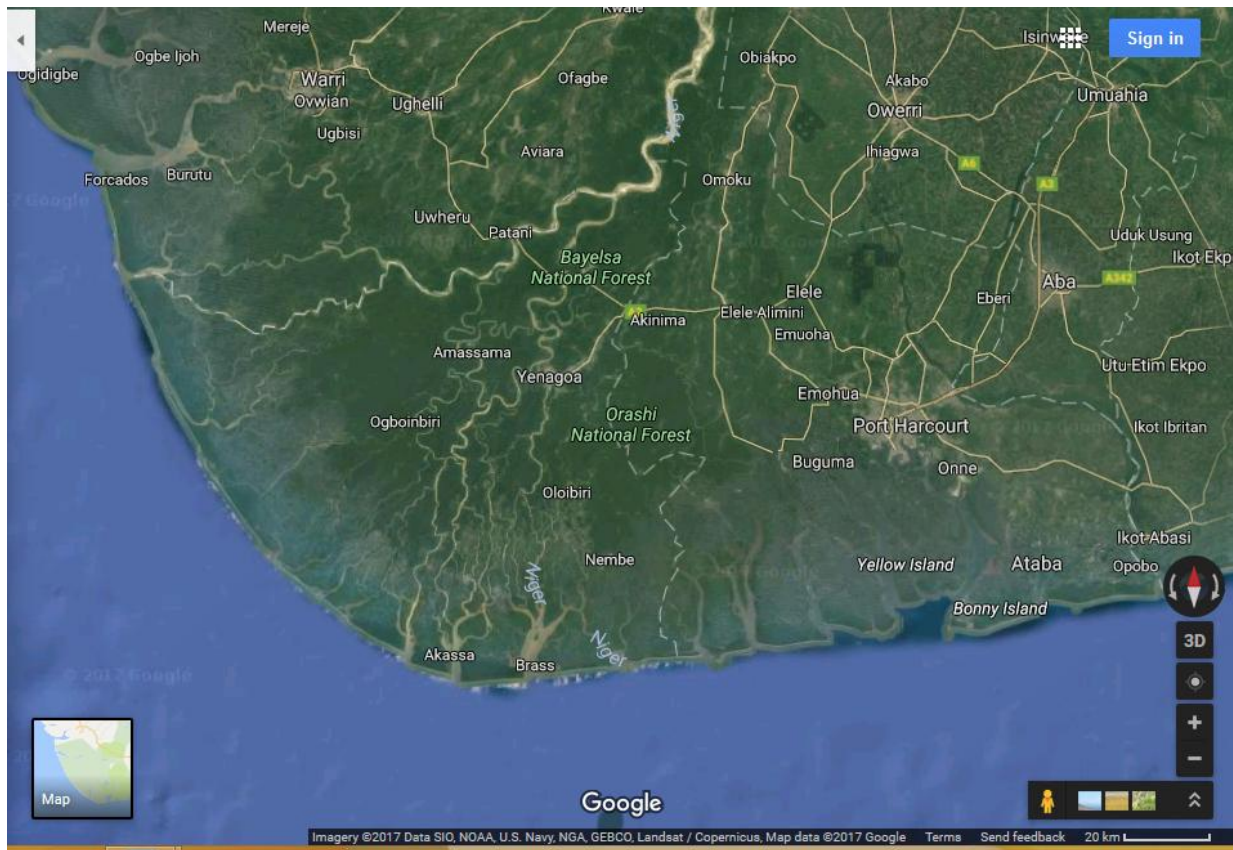 Kwale
Mereje
Isinweke
Sign in
Ogbe Ijoh
Obiakpo
Ogidigbe
Warri
Ofagbe
Akabo
Ovwian
Ughelli
Umuahia
Niger
Owerri
Ugbisi
Aviara
Ihiagwa
A6
Forcados
Burutu
Omoku
A3
Uwheru
Patani
Uduk Usung
Bayelsa
National Forest
Ikot Ekp
Elele
Aba
A342
Eberi
Akinima
Elele Alimini
Emuoha
Amassama
Yenagoa
Utu-Etim Ekpo
Emohua
Orashi
National Forest
Ogboinbiri
Port Harcourt
Ikot Ibritan
Buguma
Onne
Oloibiri
Ikot Abasi
Nembe
Yellow Island
Ataba
Opobo
Niger
Bonny Island
Niger
3D
Akassa
Brass
© 2017 Google
Map
Google
Imagery ©2017 Data SIO, NOAA, U.S. Navy, NGA, GEBCO, Landsat / Copernicus, Map data ©2017 Google Terms Send feedback 20 km